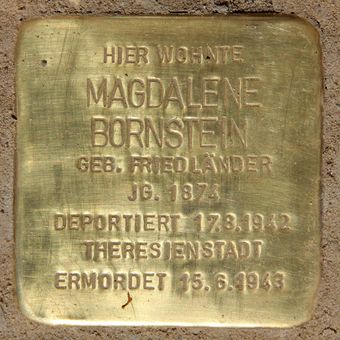 HIER WOHNTE
MAGDALENE
BORNSTEIN
GEB. FRIEDLÄNDER
JG. 1874
DEPORTIERT 17.8.1942
THERESIENSTADT
ERMORDET 15.6.1943